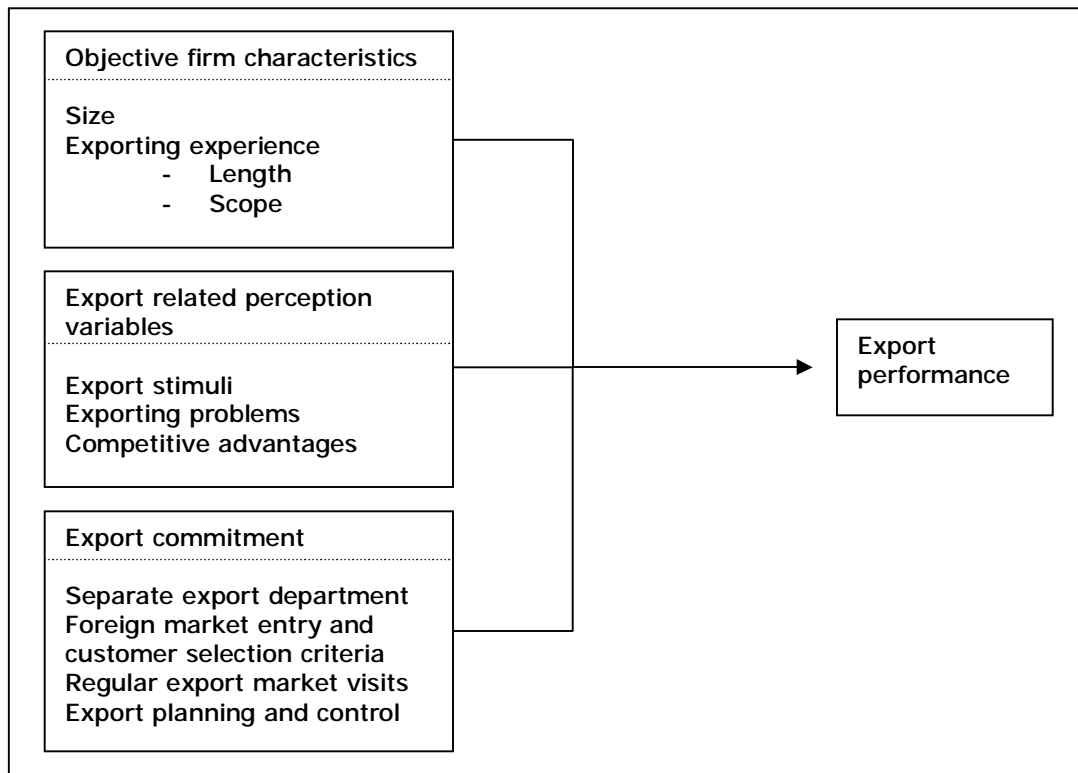 Objective firm characteristics
Size
Exporting experience
- Length
- Scope
Export related perception
variables
Export stimuli
Exporting problems
Competitive advantages
Export commitment
Separate export department
Foreign market entry and
customer selection criteria
Regular export market visits
Export planning and control
Export
performance